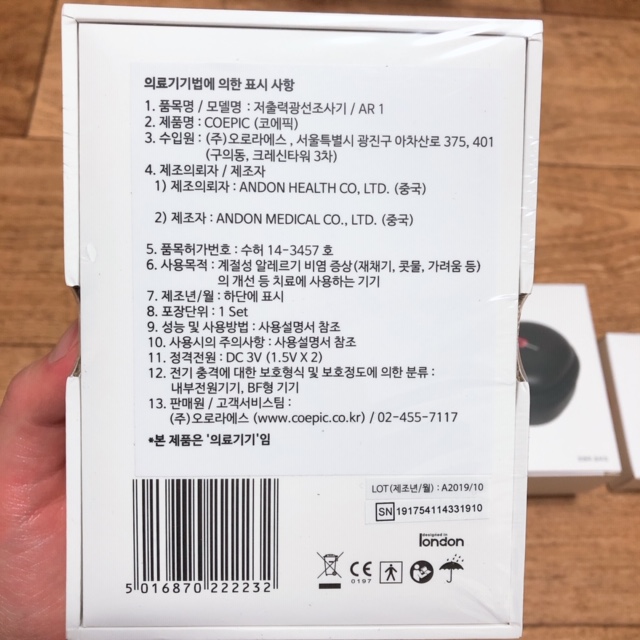 의료기기법에 의한 표시 사항
1. 품목명 / 모델명 : 저출력광선조사기 / AR 1
2. 제품명 : COEPIC (코에픽)
3. 수입원 : (주)오로라에스 , 서울특별시 광진구 아차산로 375, 401
(구의동, 크레신타워 3차)
4. 제조의뢰자 / 제조자
1) 제조의뢰자 : ANDON HEALTH CO, LTD. (중국)
2) 제조자 : ANDON MEDICAL CO., LTD. (중국)
5. 품목허가번호 : 수허 14-3457 호
6. 사용목적 : 계절성 알레르기 비염 증상(재채기, 콧물, 가려움 등)
의 개선 등 치료에 사용하는 기기
7. 제조년/월 : 하단에 표시
8. 포장단위 : 1 Set
9. 성능 및 사용방법 : 사용설명서 참조
10. 사용시의 주의사항 : 사용설명서 참조
11. 정격전원 : DC 3V (1.5V X 2)
12. 전기 충격에 대한 보호형식 및 보호정도에 의한 분류 :
내부전원기기, BF형 기기
13. 판매원 / 고객서비스팀 :
(주)오로라에스 (www.coepic.co.kr) / 02-455-7117
*본 제품은 '의료기기'임
LOT (제조년/월) : A2019/10
SN 191754114331910
designed in
london
CE
0197
5 016870 222232